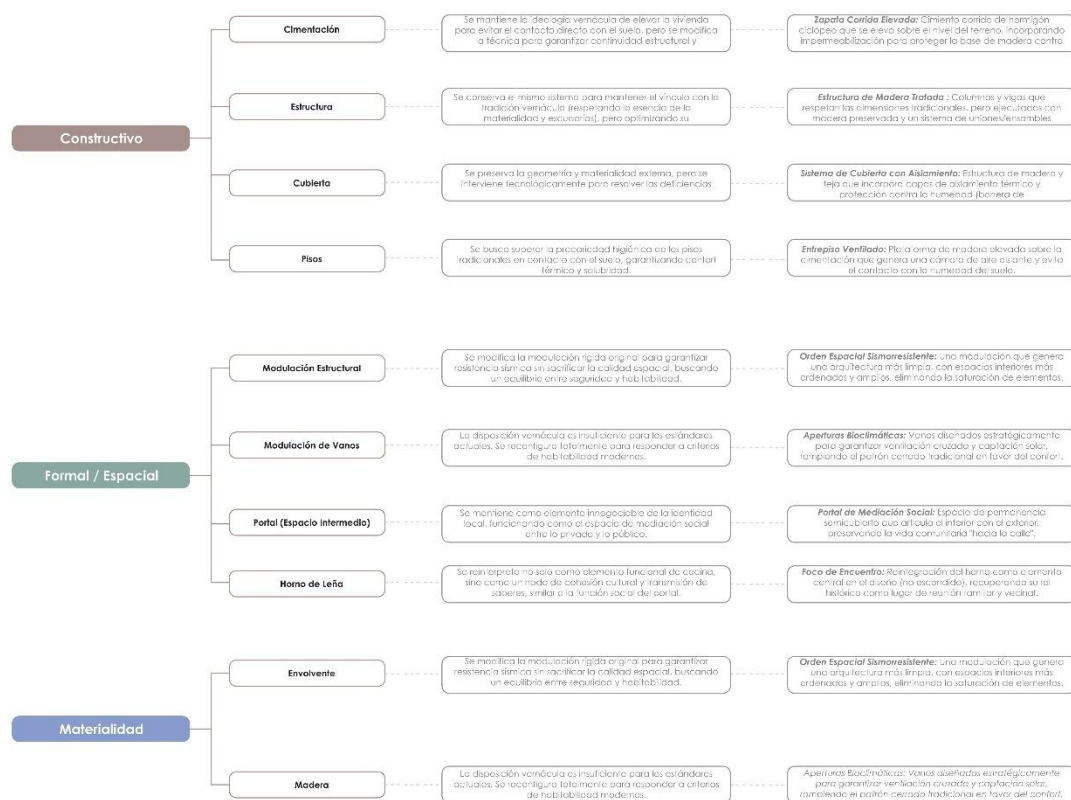 Constructivo
Cimentación
Se mantiene la ideología vernácula de elevar la vivienda
para evitar el contacto directo con el suelo, pero se modifica
la técnica para garantizar continuidad estructural y
Zapata Corrida Elevada: Cimiento corrido de hormigón
ciclópeo que se eleva sobre el nivel del terreno, incorporando
impermeabilización para proteger la base de madera contra
Estructura
Se conserva el mismo sistema para mantener el vínculo con la
tradición vernácula (respetando la esencia de la
materialidad y escuadrías), pero optimizando su
Estructura de Madera Tratada : Columnas y vigas que
respetan las dimensiones tradicionales, pero ejecutadas con
madera preservada y un sistema de uniones/ensambles
Cubierta
Se preserva la geometría y materialidad externa, pero se
interviene tecnológicamente para resolver las deficiencias
Sistema de Cubierta con Aislamiento: Estructura de madera y
teja que incorpora capas de aislamiento térmico y
protección contra la humedad (barrera de
Pisos
Se busca superar la precariedad higiénica de los pisos
tradicionales en contacto con el suelo, garantizando confort
térmico y salubridad.
Entrepiso Ventilado: Plataforma de madera elevada sobre la
cimentación que genera una cámara de aire aislante y evita
el contacto con la humedad del suelo.
Formal / Espacial
Modulación Estructural
Se modifica la modulación rígida original para garantizar
resistencia sísmica sin sacrificar la calidad espacial, buscando
un equilibrio entre seguridad y habitabilidad.
Orden Espacial Sismorresistente: Una modulación que genera
una arquitectura más limpia, con espacios interiores más
ordenados y amplios, eliminando la saturación de elementos.
Modulación de Vanos
La disposición vernácula es insuficiente para los estándares
actuales. Se reconfigura totalmente para responder a criterios
de habitabilidad modernos.
Aperturas Bioclimáticas: Vanos diseñados estratégicamente
para garantizar ventilación cruzada y captación solar,
rompiendo el patrón cerrado tradicional en favor del confort.
Portal (Espacio Intermedio)
Se mantiene como elemento innegociable de la identidad
local, funcionando como el espacio de mediación social
entre lo privado y lo público.
Portal de Mediación Social: Espacio de permanencia
semicubierto que articula el interior con el exterior,
preservando la vida comunitaria "hacia la calle".
Horno de Leña
Se reinterpreta no solo como elemento funcional de cocina,
sino como un nodo de cohesión cultural y transmisión de
saberes, similar a la función social del portal.
Foco de Encuentro: Reintegración del horno como elemento
central en el diseño (no escondido), recuperando su rol
histórico como lugar de reunión familiar y vecinal.
Materialidad
Envolvente
Se modifica la modulación rígida original para garantizar
resistencia sísmica sin sacrificar la calidad espacial, buscando
un equilibrio entre seguridad y habitabilidad.
Orden Espacial Sismorresistente: Una modulación que genera
una arquitectura más limpia, con espacios interiores más
ordenados y amplios, eliminando la saturación de elementos.
Madera
La disposición vernácula es insuficiente para los estándares
actuales. Se reconfigura totalmente para responder a criterios
de habitabilidad modernos.
Aperturas Bioclimáticas: Vanos diseñados estratégicamente
para garantizar ventilación cruzada y captación solar,
rompiendo el patrón cerrado tradicional en favor del confort.